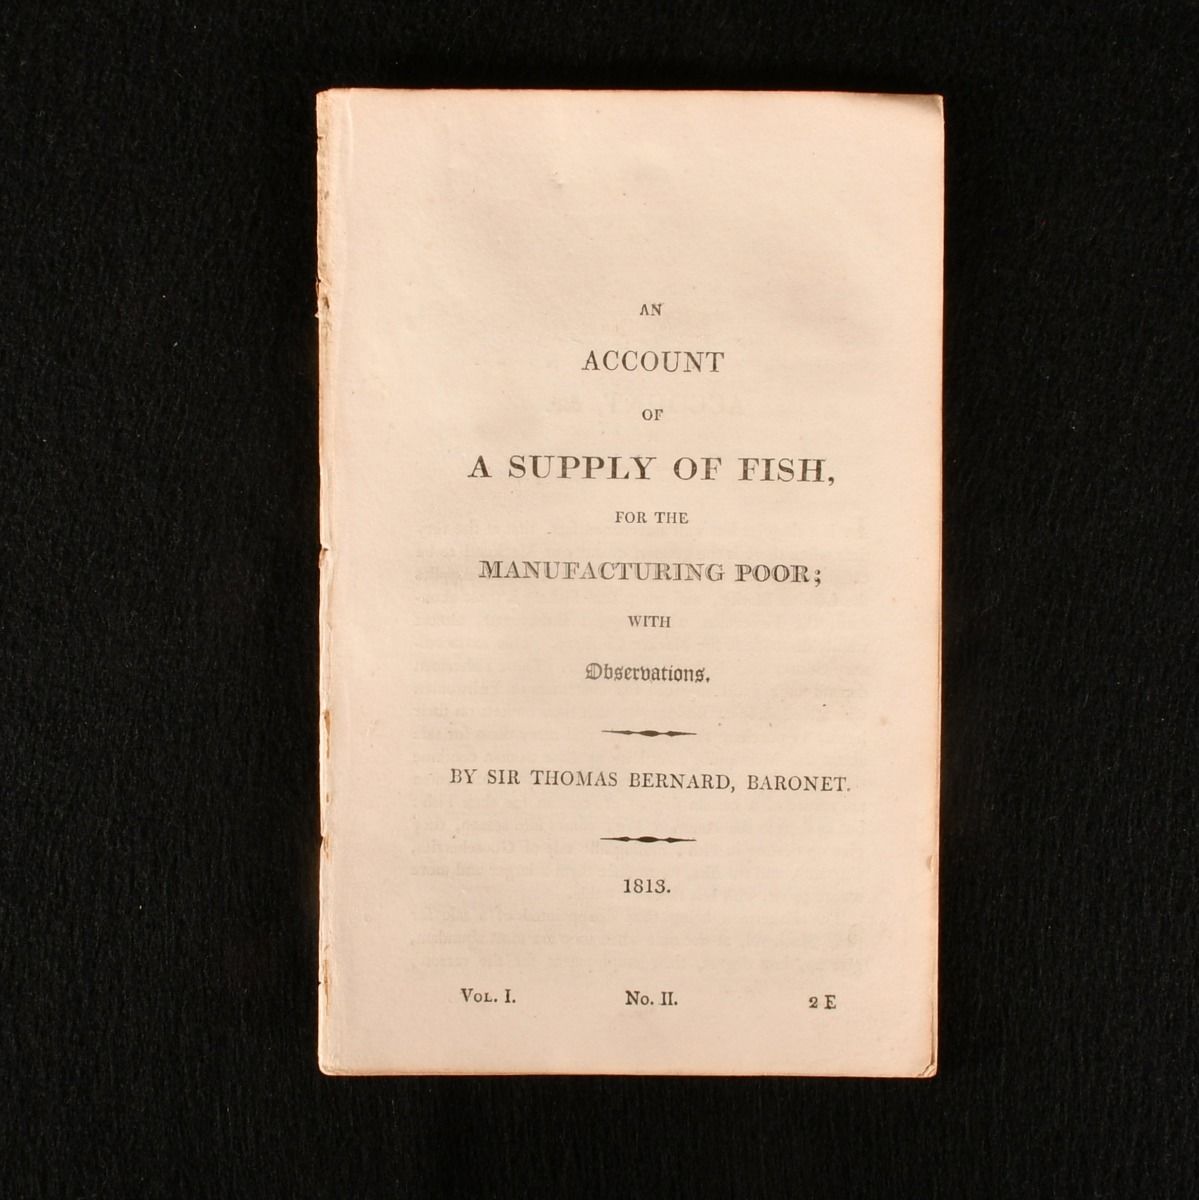 AN
ACCOUNT
OF
A SUPPLY OF FISH,
FOR THE
MANUFACTURING POOR;
WITH
Observations.
BY SIR THOMAS BERNARD, BARONET.
1813.
VOL. I. No. II. 2 E